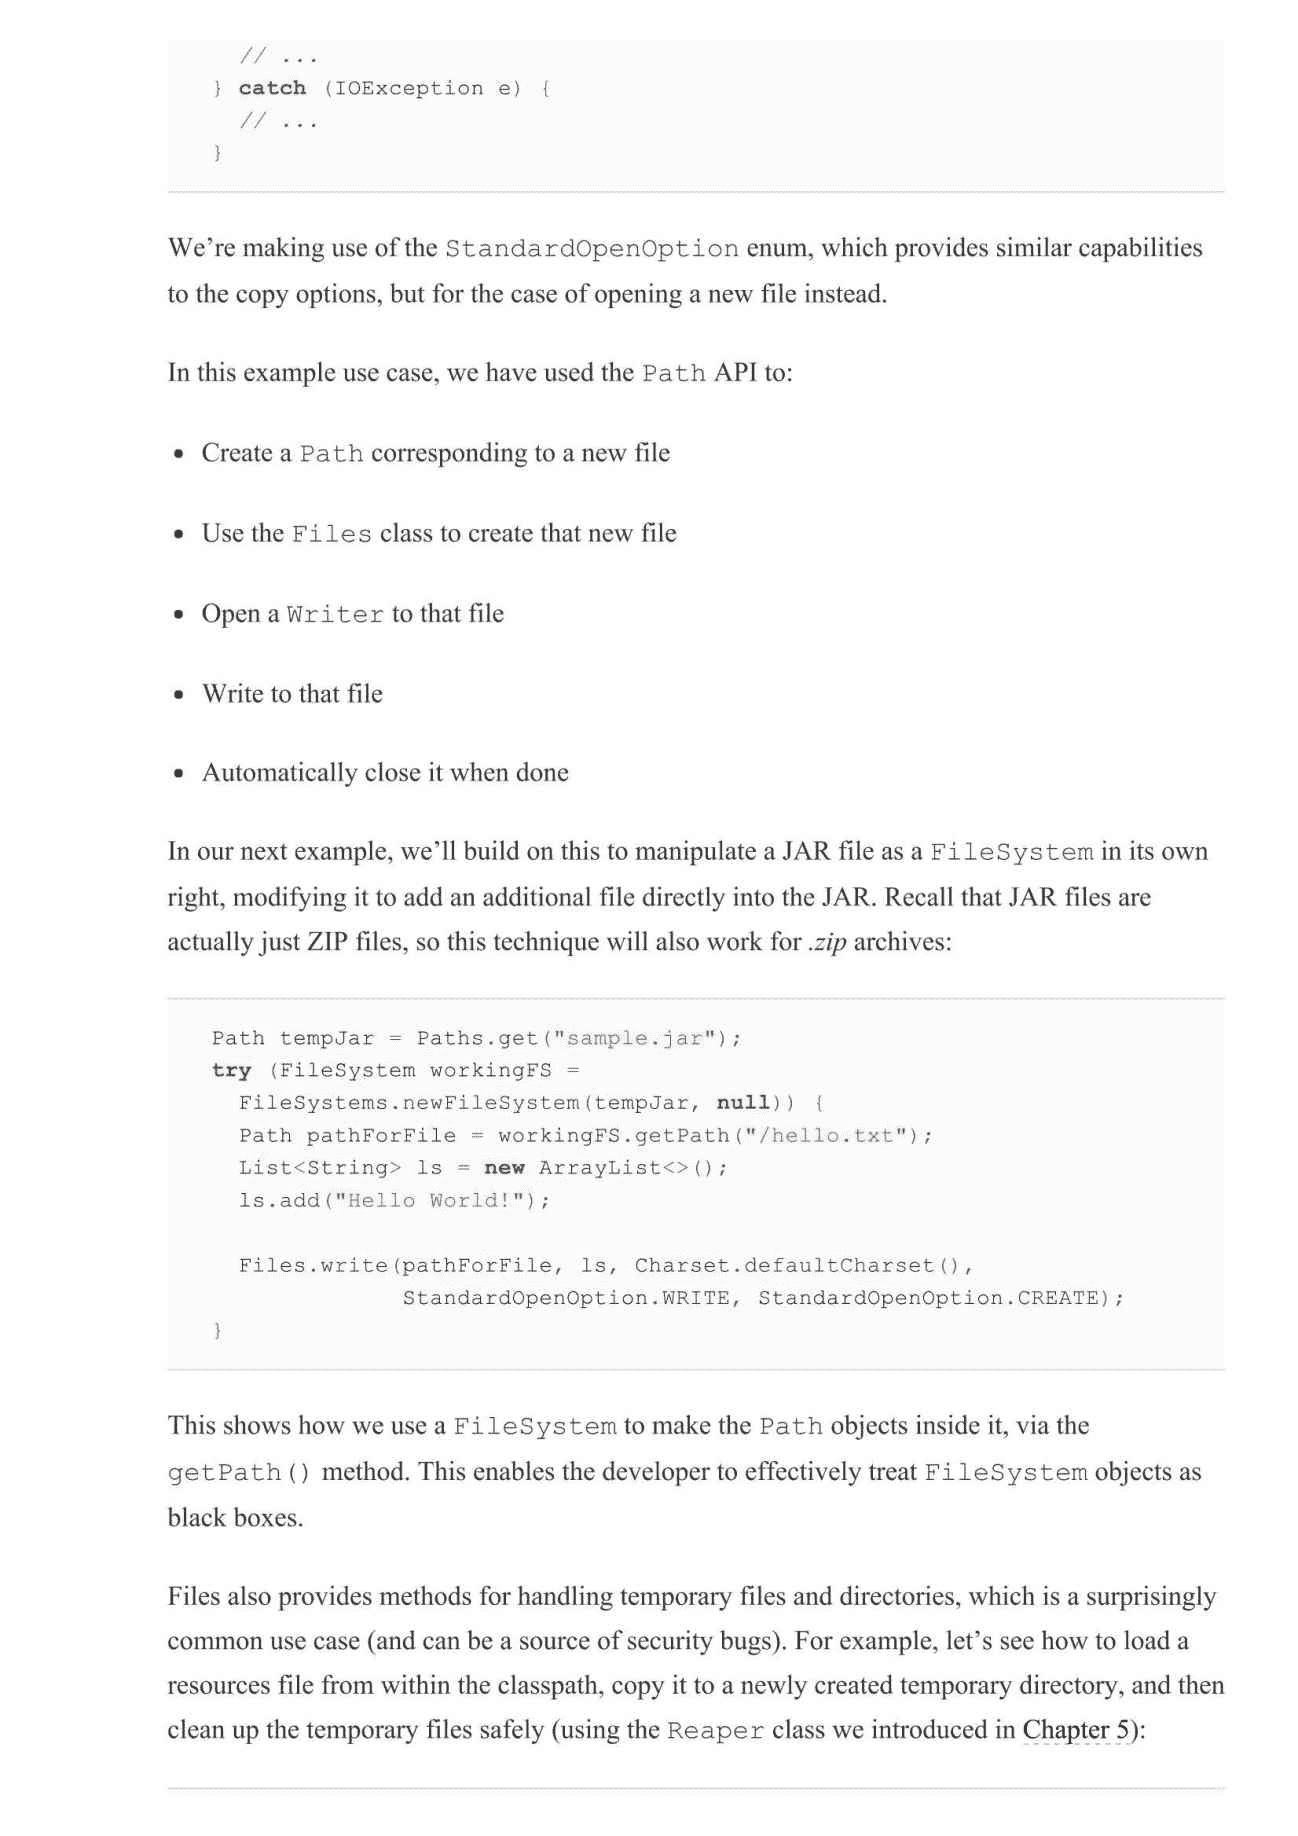 // ...
} catch (IOException e) {
// ...
}
We’re making use of the StandardOpenOption enum, which provides similar capabilities
to the copy options, but for the case of opening a new file instead.
In this example use case, we have used the Path API to:
• Create a Path corresponding to a new file
• Use the Files class to create that new file
• Open a Writer to that file
• Write to that file
• Automatically close it when done
In our next example, we’ll build on this to manipulate a JAR file as a FileSystem in its own
right, modifying it to add an additional file directly into the JAR. Recall that JAR files are
actually just ZIP files, so this technique will also work for .zip archives:
Path tempJar = Paths.get("sample.jar");
try (FileSystem workingFS =
FileSystems.newFileSystem(tempJar, null)) {
Path pathForFile = workingFS.getPath("/hello.txt");
List<String> ls = new ArrayList<>();
ls.add("Hello World!");
Files.write(pathForFile, ls, Charset.defaultCharset(),
StandardOpenOption.WRITE, StandardOpenOption.CREATE);
}
This shows how we use a FileSystem to make the Path objects inside it, via the
getPath() method. This enables the developer to effectively treat FileSystem objects as
black boxes.
Files also provides methods for handling temporary files and directories, which is a surprisingly
common use case (and can be a source of security bugs). For example, let’s see how to load a
resources file from within the classpath, copy it to a newly created temporary directory, and then
clean up the temporary files safely (using the Reaper class we introduced in Chapter 5):